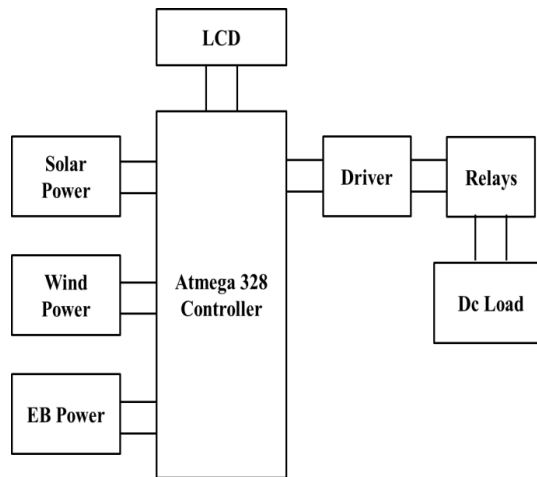 LCD
Solar
Power
Driver
Relays
Wind
Power
Atmega 328
Controller
Dc Load
EB Power